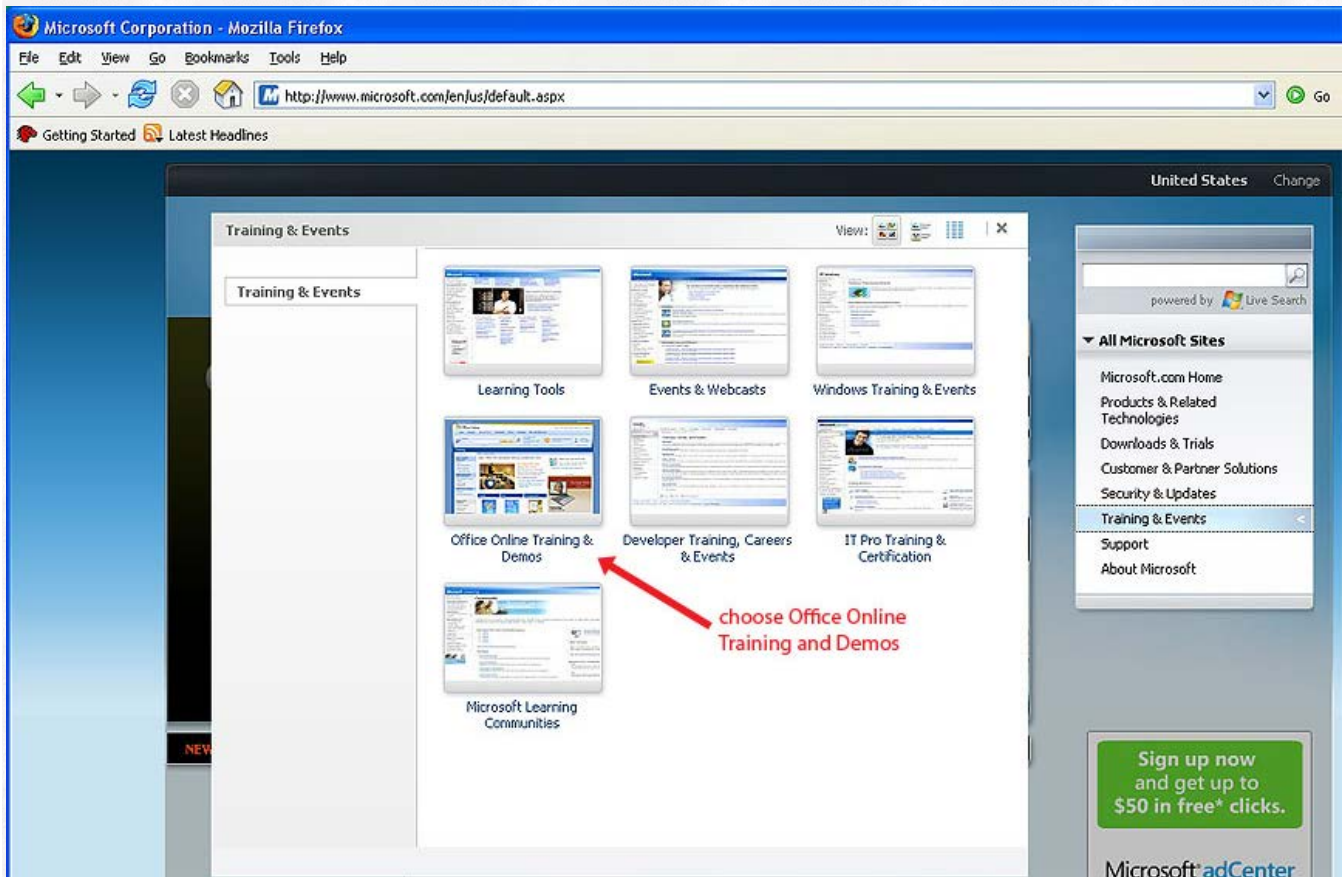 Microsoft Corporation - Mozilla Firefox
File Edit View Go Bookmarks Tools Help
http://www.microsoft.com/en/us/default.aspx
Go
Getting Started Latest Headlines
United States Change
Training & Events
View:
Training & Events
Learning Tools
Events & Webcasts
Windows Training & Events
Office Online Training &
Demos
Developer Training, Careers
& Events
IT Pro Training &
Certification
choose Office Online
Training and Demos
Microsoft Learning
Communities
NEW
powered by Live Search
All Microsoft Sites
Microsoft.com Home
Products & Related
Technologies
Downloads & Trials
Customer & Partner Solutions
Security & Updates
Training & Events
Support
About Microsoft
Sign up now
and get up to
$50 in free* clicks.
Microsoft adCenter